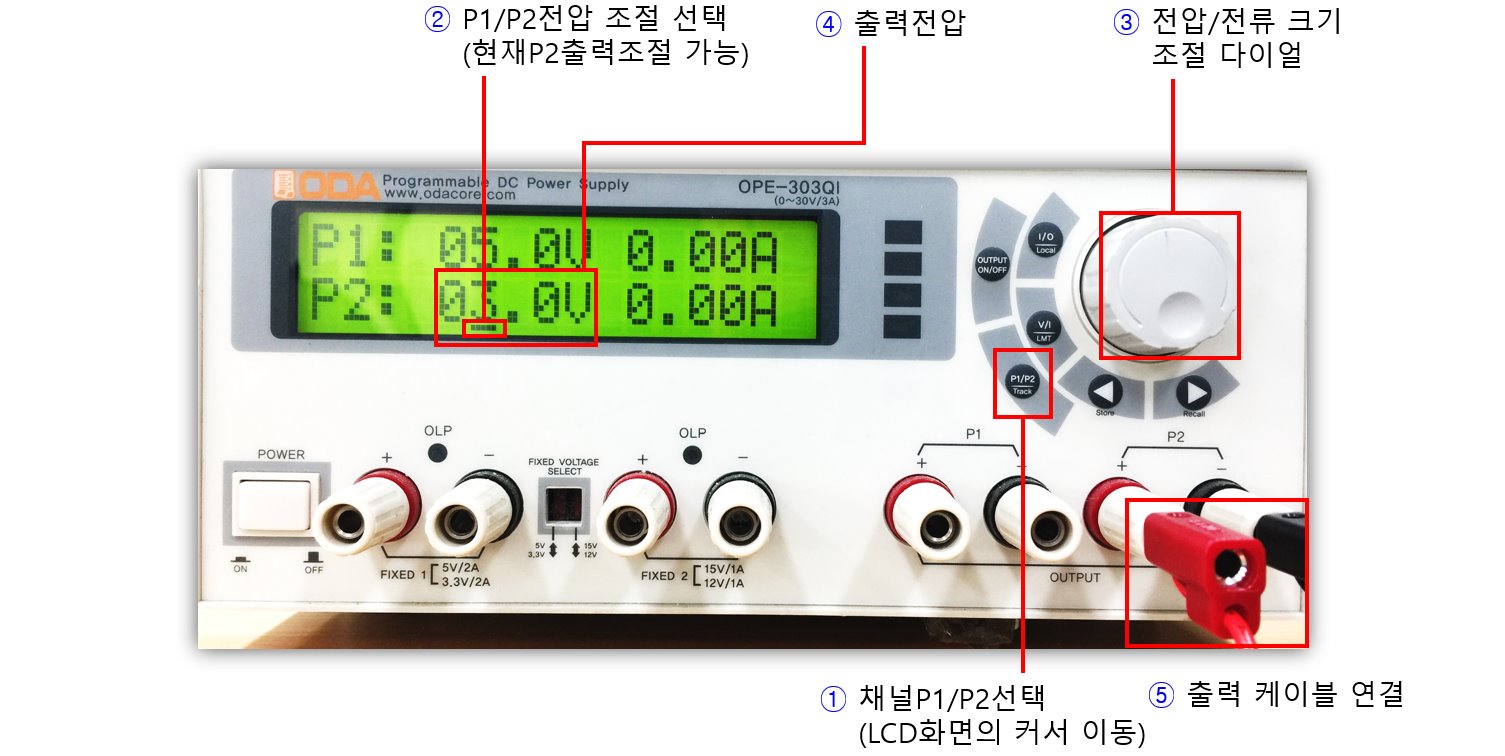 ② P1/P2전압 조절 선택
(현재P2출력조절 가능)
④ 출력전압
③ 전압/전류 크기
조절 다이얼
ODA Programmable DC Power Supply
www.odacore.com
OPE-303QI
(0~30V/3A)
P1: 05.0V 0.00A
P2: 03.0V 0.00A
OUTPUT
ON/OFF
I/O
Local
V/I
LMT
P1/P2
Track
Store
Recall
POWER
ON
OFF
+
OLP
−
FIXED VOLTAGE
SELECT
5V
3.3V
15V
12V
+
OLP
−
FIXED 1
5V/2A
3.3V/2A
FIXED 2
15V/1A
12V/1A
P1
+
−
P2
+
−
OUTPUT
① 채널P1/P2선택
(LCD화면의 커서 이동)
⑤ 출력 케이블 연결